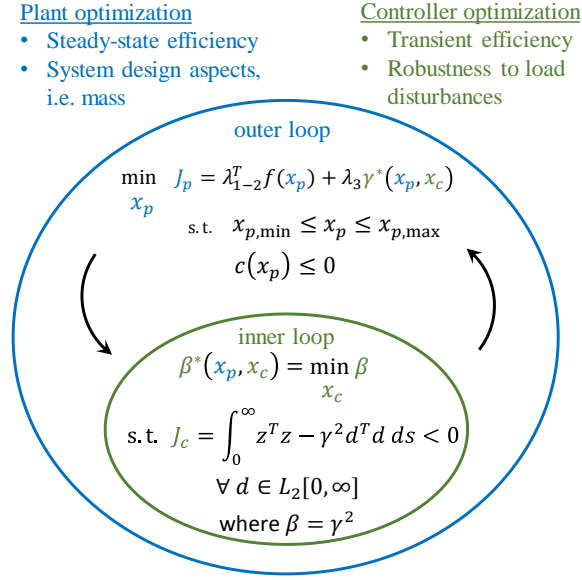 Plant optimization
• Steady-state efficiency
• System design aspects,
i.e. mass
Controller optimization
• Transient efficiency
• Robustness to load
disturbances
outer loop
min J_p = λ^T_{1−2} f(x_p) + λ_3 γ^*(x_p, x_c)
x_p
s.t. x_{p,min} ≤ x_p ≤ x_{p,max}
c(x_p) ≤ 0
inner loop
β^*(x_p, x_c) = min β
x_c
s.t. J_c = ∫_0^∞ z^T z − γ^2 d^T d ds < 0
∀ d ∈ L_2[0, ∞]
where β = γ^2